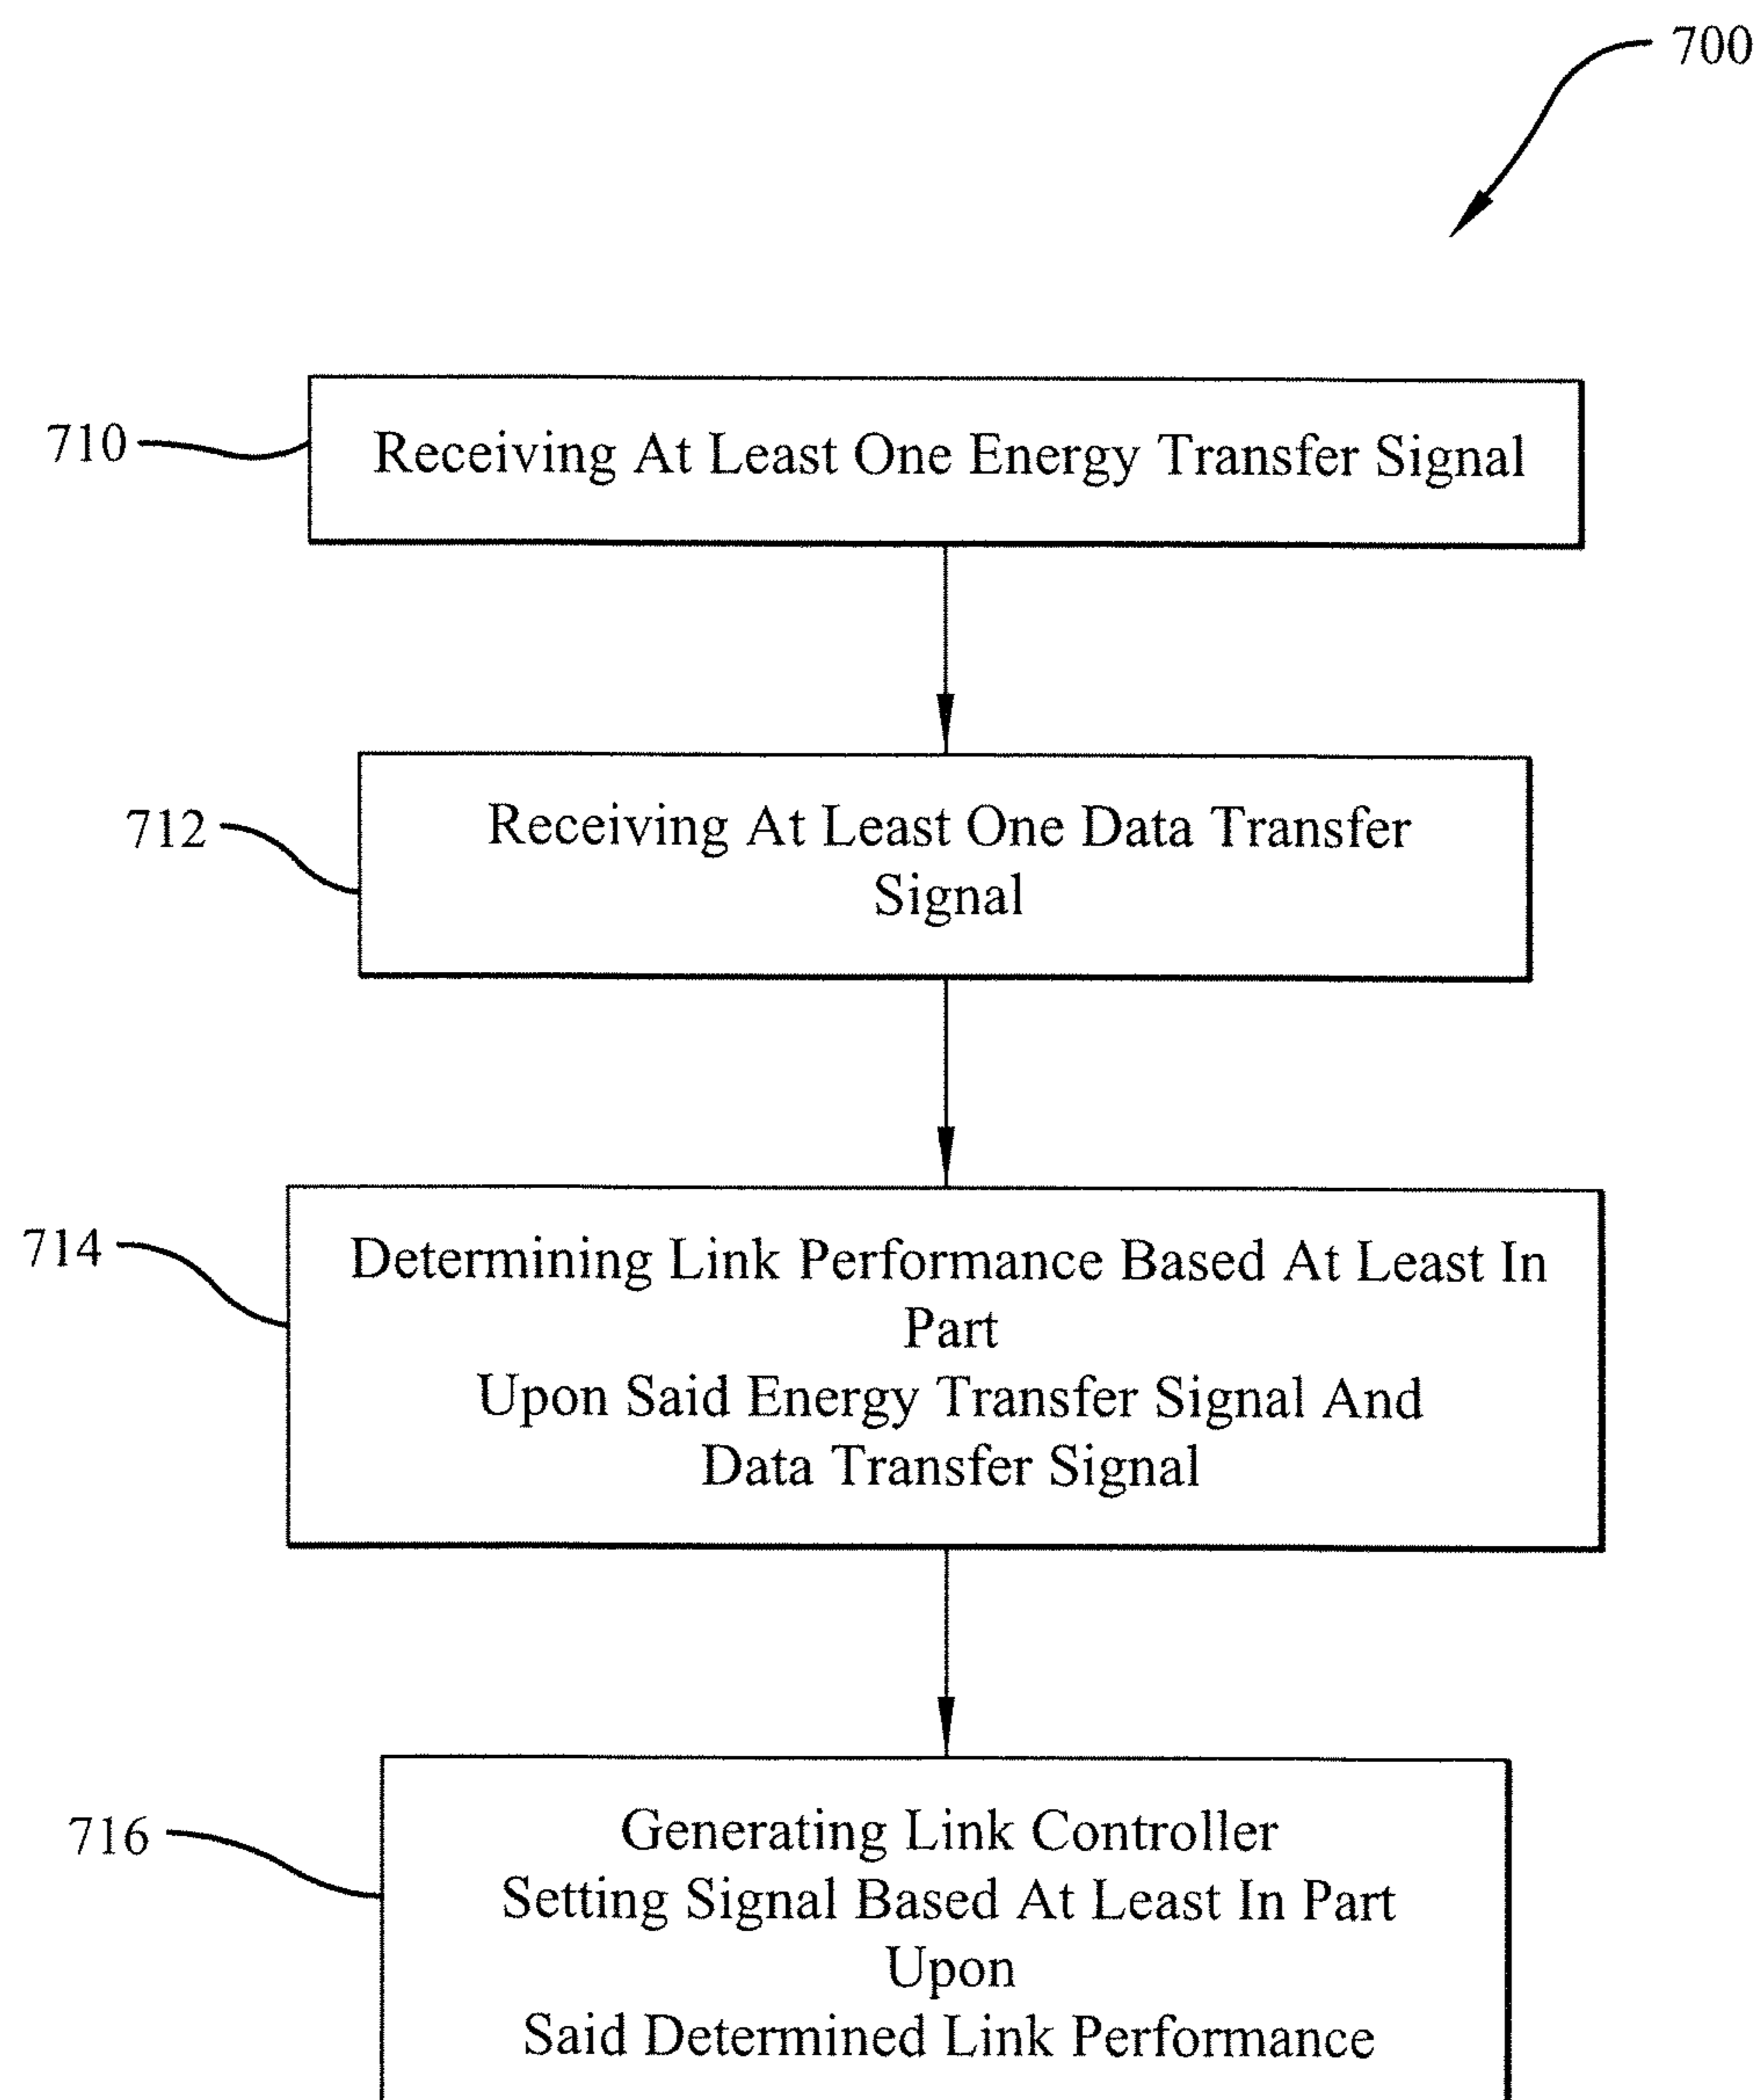 700
710
Receiving At Least One Energy Transfer Signal
712
Receiving At Least One Data Transfer
Signal
714
Determining Link Performance Based At Least In
Part
Upon Said Energy Transfer Signal And
Data Transfer Signal
716
Generating Link Controller
Setting Signal Based At Least In Part
Upon
Said Determined Link Performance